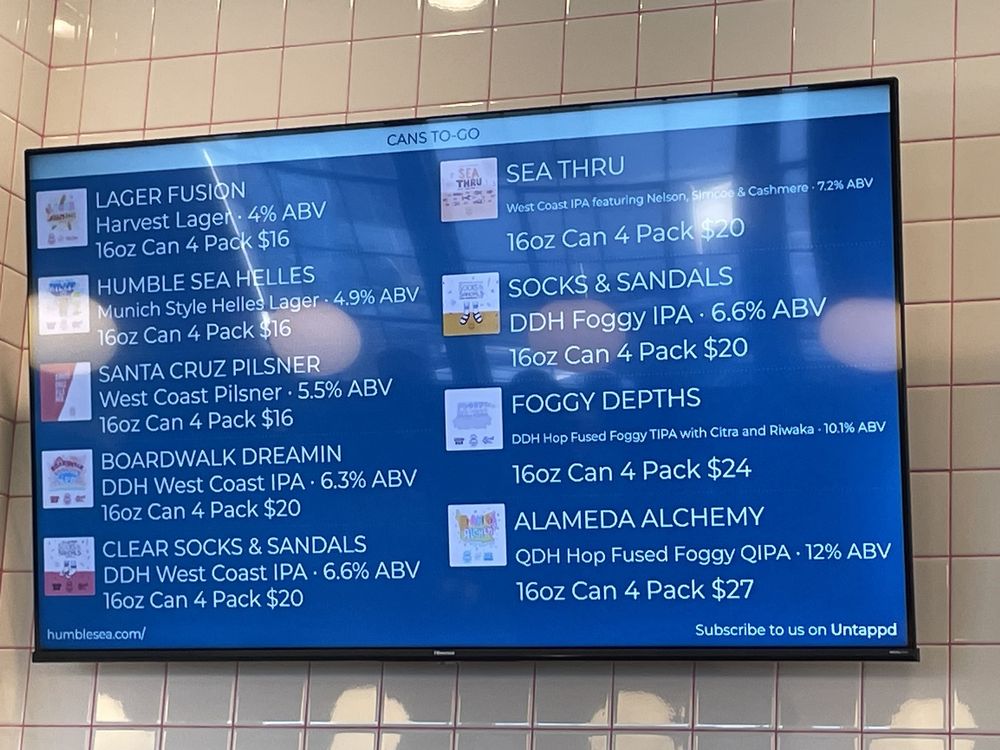 CANS TO-GO
LAGER FUSION
Harvest Lager · 4% ABV
16oz Can 4 Pack $16
HUMBLE SEA HELLES
Munich Style Helles Lager · 4.9% ABV
16oz Can 4 Pack $16
SANTA CRUZ PILSNER
West Coast Pilsner · 5.5% ABV
16oz Can 4 Pack $16
BOARDWALK DREAMIN
DDH West Coast IPA · 6.3% ABV
16oz Can 4 Pack $20
CLEAR SOCKS & SANDALS
DDH West Coast IPA · 6.6% ABV
16oz Can 4 Pack $20
humblesea.com/
SEA THRU
SEA THRU
West Coast IPA featuring Nelson, Simcoe & Cashmere · 7.2% ABV
16oz Can 4 Pack $20
SOCKS & SANDALS
DDH Foggy IPA · 6.6% ABV
16oz Can 4 Pack $20
FOGGY DEPTHS
DDH Hop Fused Foggy TIPA with Citra and Riwaka · 10.1% ABV
16oz Can 4 Pack $24
ALAMEDA ALCHEMY
QDH Hop Fused Foggy QIPA · 12% ABV
16oz Can 4 Pack $27
Subscribe to us on Untappd
Hisense